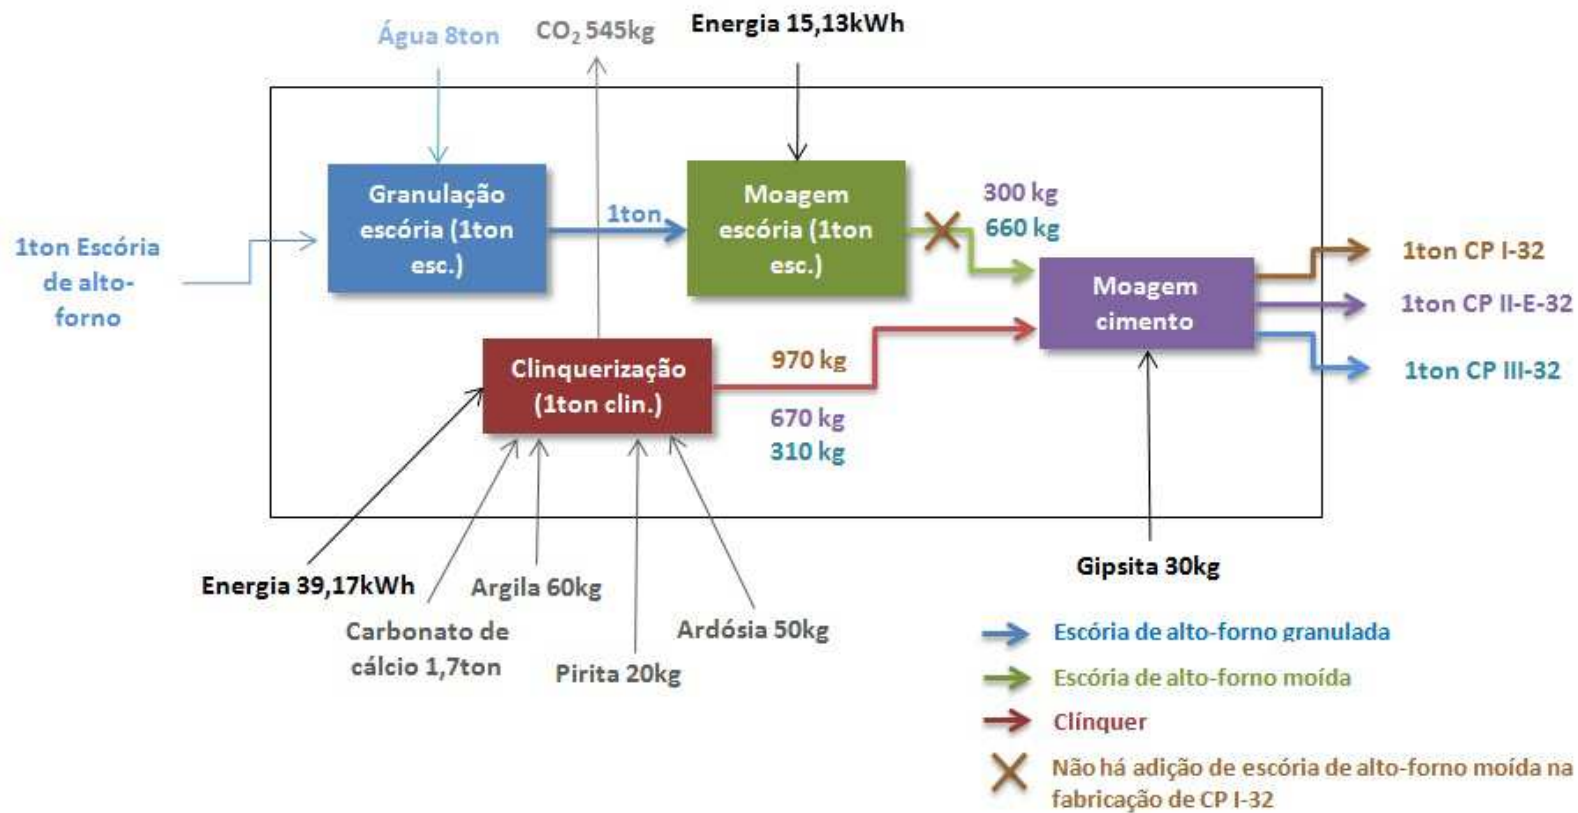 Água 8ton
CO₂ 545kg
Energia 15,13kWh
Granulação
escória (1ton
esc.)
1ton
Moagem
escória (1ton
esc.)
300 kg
660 kg
1ton Escória
de alto-
forno
Moagem
cimento
1ton CP I-32
1ton CP II-E-32
1ton CP III-32
Clinquerização
(1ton clin.)
970 kg
670 kg
310 kg
Energia 39,17kWh
Carbonato de
cálcio 1,7ton
Argila 60kg
Pirita 20kg
Ardósia 50kg
Gipsita 30kg
Escória de alto-forno granulada
Escória de alto-forno moída
Clínquer
Não há adição de escória de alto-forno moída na
fabricação de CP I-32